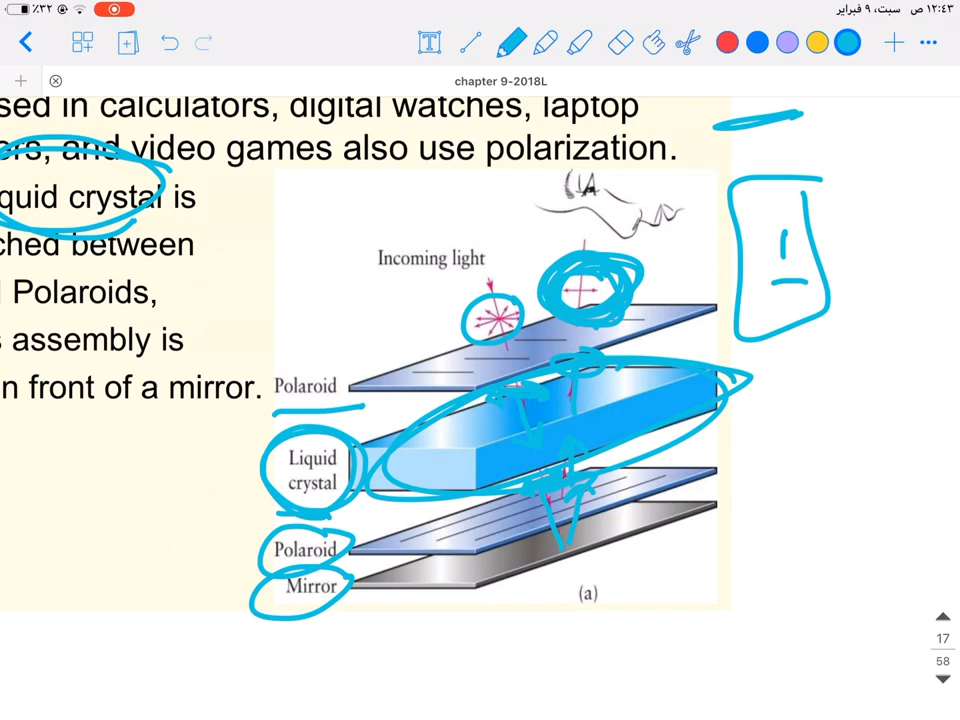 ١٢:٤٣ ص سبت، ٩ فبراير
٪٣٢
chapter 9-2018L
sed in calculators, digital watches, laptop
ers, and video games also use polarization.
quid crystal is
ched between
l Polaroids,
s assembly is
n front of a mirror.
Incoming light
Polaroid
Liquid
crystal
Polaroid
Mirror
(a)
17
58